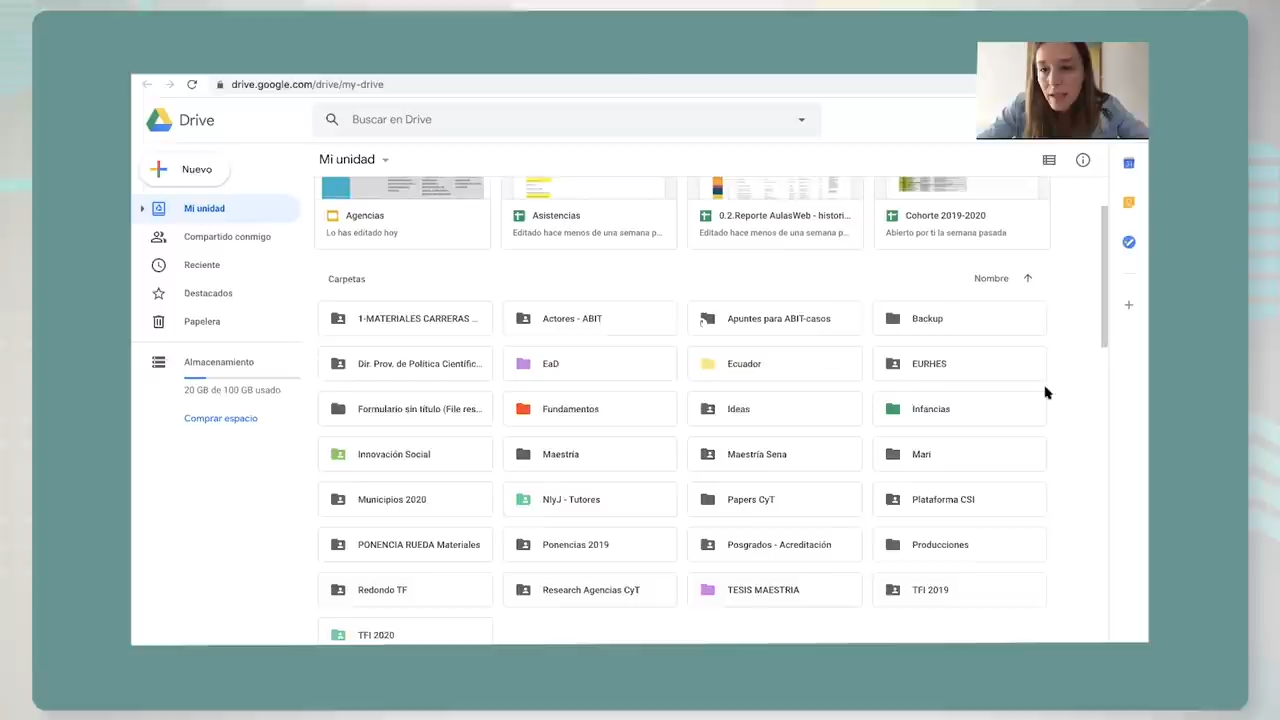 drive.google.com/drive/my-drive
Drive
Buscar en Drive
Nuevo
Mi unidad
Mi unidad
Compartido conmigo
Reciente
Destacados
Papelera
Almacenamiento
20 GB de 100 GB usado
Comprar espacio
Agencias
Lo has editado hoy
Asistencias
Editado hace menos de una semana p...
0.2.Reporte AulasWeb - histori...
Editado hace menos de una semana p...
Cohorte 2019-2020
Abierto por ti la semana pasada
Carpetas
Nombre
1-MATERIALES CARRERAS ...
Actores - ABIT
Apuntes para ABIT-casos
Backup
Dir. Prov. de Política Científic...
EaD
Ecuador
EURHES
Formulario sin título (File res...
Fundamentos
Ideas
Infancias
Innovación Social
Maestría
Maestría Sena
Mari
Municipios 2020
NIyJ - Tutores
Papers CyT
Plataforma CSI
PONENCIA RUEDA Materiales
Ponencias 2019
Posgrados - Acreditación
Producciones
Redondo TF
Research Agencias CyT
TESIS MAESTRIA
TFI 2019
TFI 2020